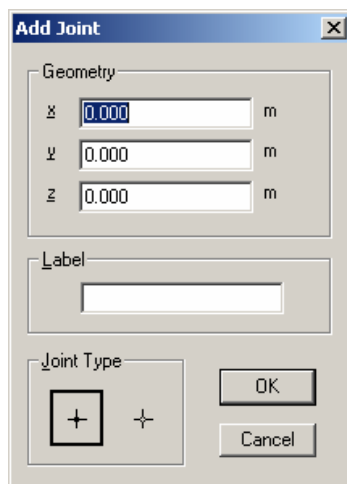 Add Joint
Geometry
x 0.000 m
y 0.000 m
z 0.000 m
Label
Joint Type
OK
Cancel